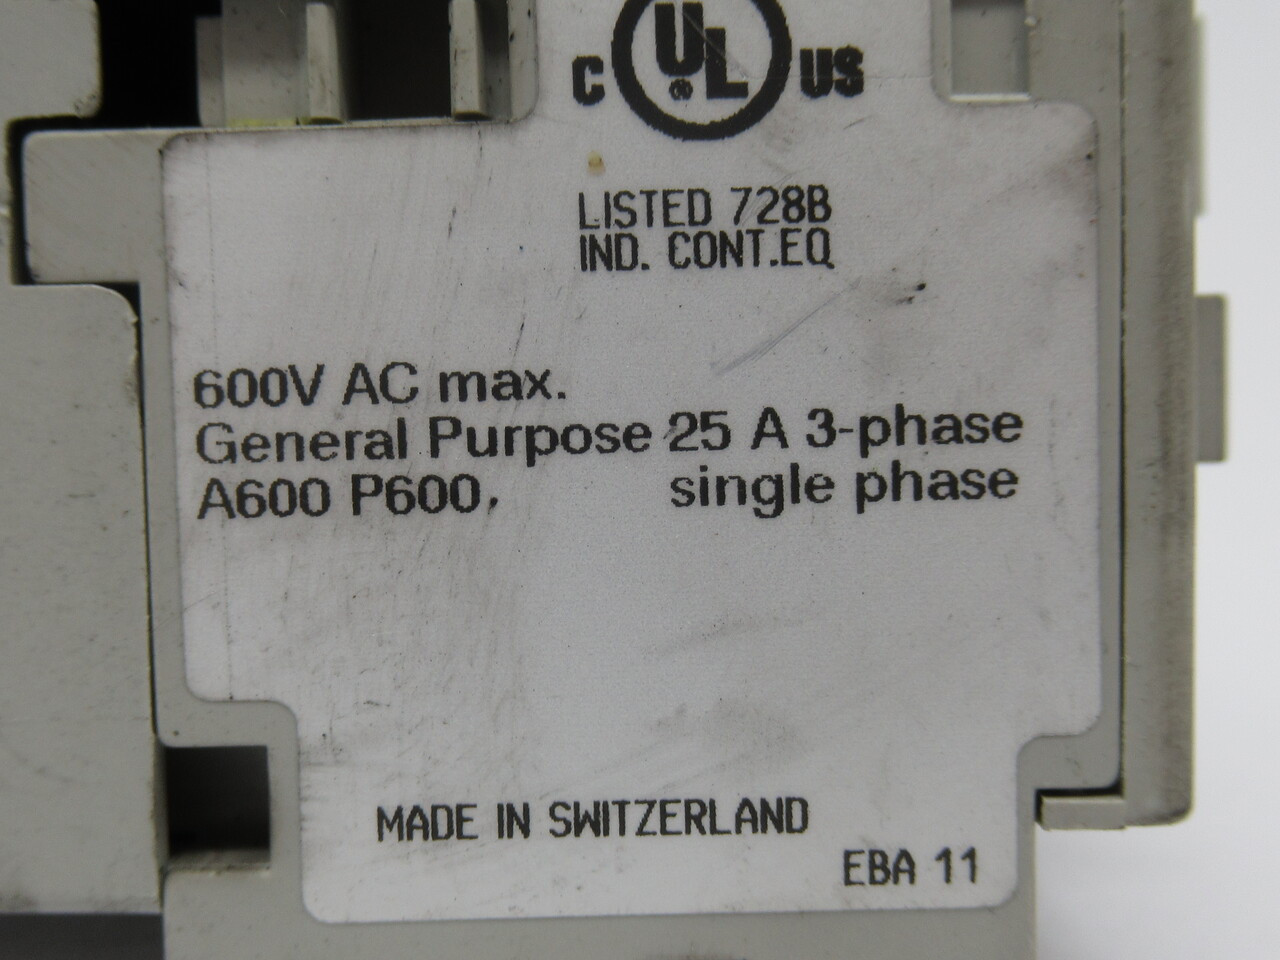 C UL® US
LISTED 728B
IND. CONT.EQ
600V AC max.
General Purpose 25 A 3-phase
A600 P600, single phase
MADE IN SWITZERLAND
EBA 11